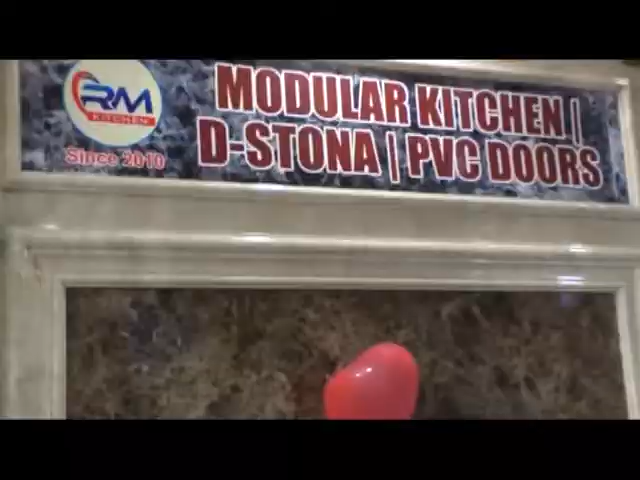 RM
KITCHEN
Since 2010
MODULAR KITCHEN |
D-STONA | PVC DOORS